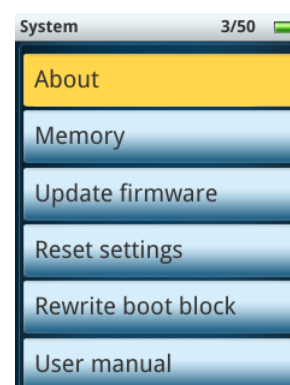 System 3/50
About
Memory
Update firmware
Reset settings
Rewrite boot block
User manual